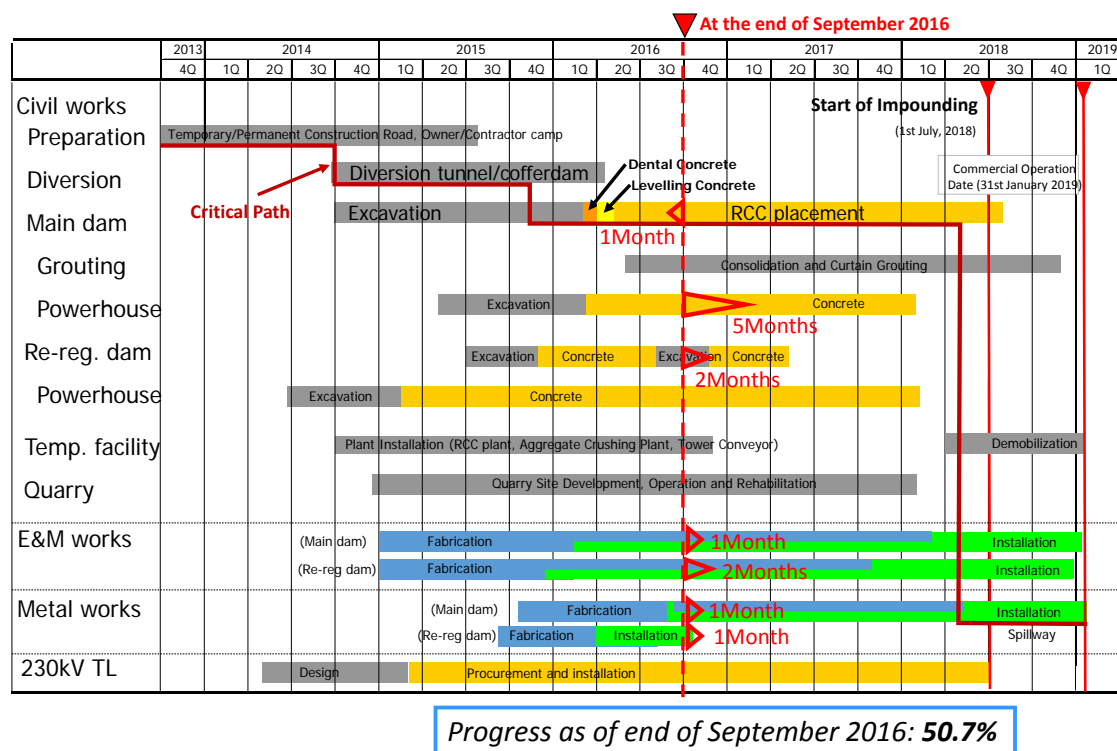 At the end of September 2016
2013 2014 2015 2016 2017 2018 2019
4Q 1Q 2Q 3Q 4Q 1Q 2Q 3Q 4Q 1Q 2Q 3Q 4Q 1Q 2Q 3Q 4Q 1Q 2Q 3Q 4Q 1Q
Civil works
Start of Impounding
(1st July, 2018)
Preparation
Temporary/Permanent Construction Road, Owner/Contractor camp
Dental Concrete
Commercial Operation
Date (31st January 2019)
Diversion
Diversion tunnel/cofferdam
Levelling Concrete
Critical Path
Main dam
Excavation
RCC placement
1Month
Grouting
Consolidation and Curtain Grouting
Powerhouse
Excavation
Concrete
5Months
Re-reg. dam
Excavation
Concrete
Excavation
Concrete
2Months
Powerhouse
Excavation
Concrete
Temp. facility
Plant Installation (RCC plant, Aggregate Crushing Plant, Tower Conveyor)
Demobilization
Quarry
Quarry Site Development, Operation and Rehabilitation
E&M works
(Main dam)
Fabrication
1Month
Installation
(Re-reg dam)
Fabrication
2Months
Installation
Metal works
(Main dam)
Fabrication
1Month
Installation
(Re-reg dam)
Fabrication
Installation
1Month
Spillway
230kV TL
Design
Procurement and installation
Progress as of end of September 2016: 50.7%